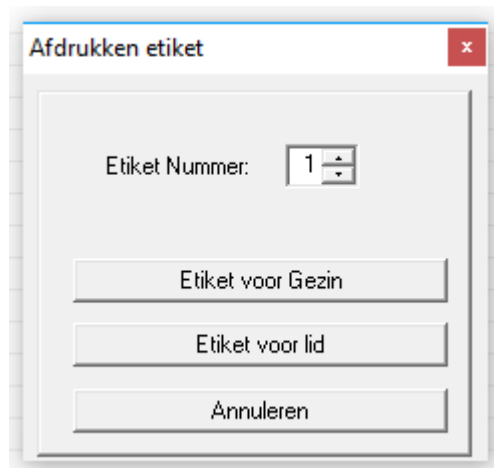 Afdrukken etiket x
Etiket Nummer: 1
Etiket voor Gezin
Etiket voor lid
Annuleren